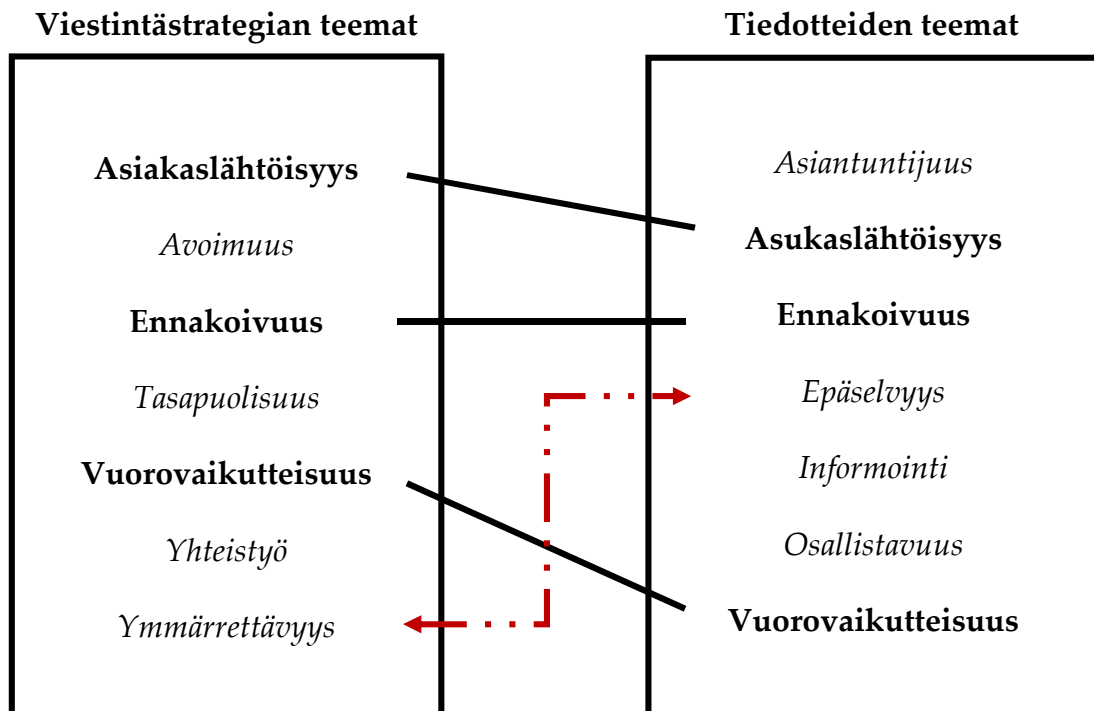 Viestintästrategian teemat
Asiakaslähtöisyys
Avoimuus
Ennakoivuus
Tasapuolisuus
Vuorovaikutteisuus
Yhteistyö
Ymmärrettävyys
Tiedotteiden teemat
Asiantuntijuus
Asukaslähtöisyys
Ennakoivuus
Epäselvyys
Informointi
Osallistavuus
Vuorovaikutteisuus